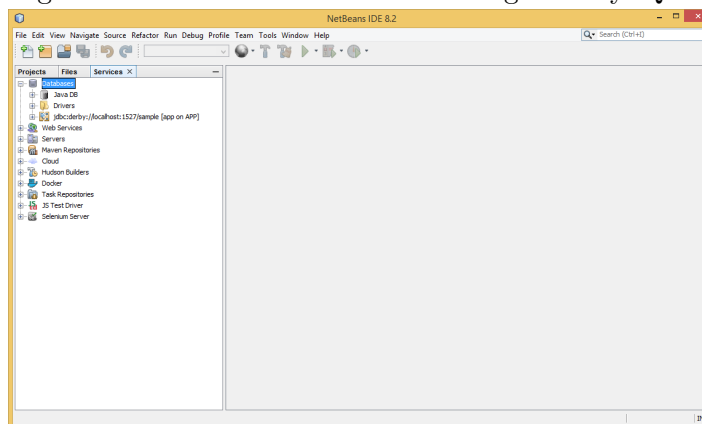 NetBeans IDE 8.2
File Edit View Navigate Source Refactor Run Debug Profile Team Tools Window Help
Search (Ctrl+I)
Projects Files Services
Databases
Java DB
Drivers
jdbc:derby://localhost:1527/sample [app on APP]
Web Services
Servers
Maven Repositories
Cloud
Hudson Builders
Docker
Task Repositories
JS Test Driver
Selenium Server